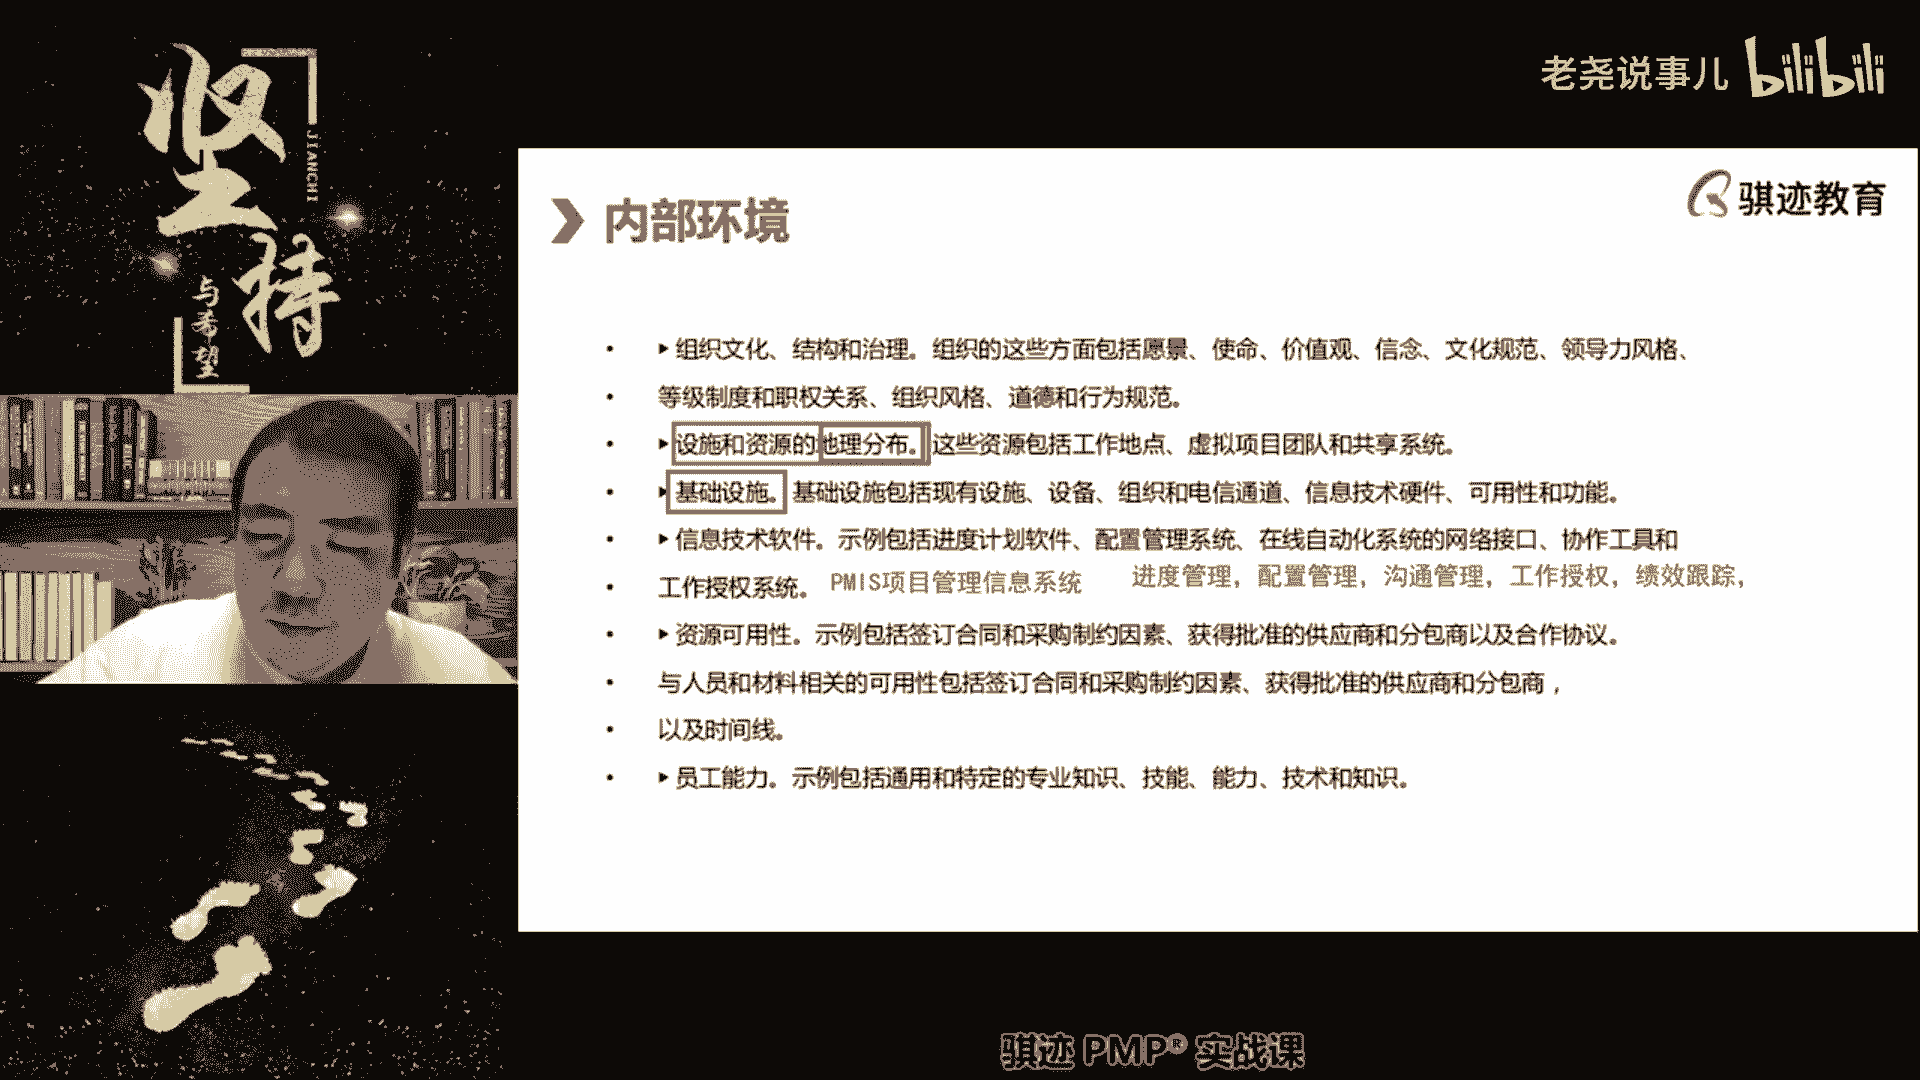 坚持
JIANCHI
与希望
老尧说事儿 bilibili
骐迹教育
内部环境
组织文化、结构和治理。组织的这些方面包括愿景、使命、价值观、信念、文化规范、领导力风格、
等级制度和职权关系、组织风格、道德和行为规范。
设施和资源的地理分布。这些资源包括工作地点、虚拟项目团队和共享系统。
基础设施。基础设施包括现有设施、设备、组织和电信通道、信息技术硬件、可用性和功能。
信息技术软件。示例包括进度计划软件、配置管理系统、在线自动化系统的网络接口、协作工具和
工作授权系统。 PMIS项目管理信息系统 进度管理，配置管理，沟通管理，工作授权，绩效跟踪，
资源可用性。示例包括签订合同和采购制约因素、获得批准的供应商和分包商以及合作协议。
与人员和材料相关的可用性包括签订合同和采购制约因素、获得批准的供应商和分包商，
以及时间线。
员工能力。示例包括通用和特定的专业知识、技能、能力、技术和知识。
骐迹 PMP® 实战课